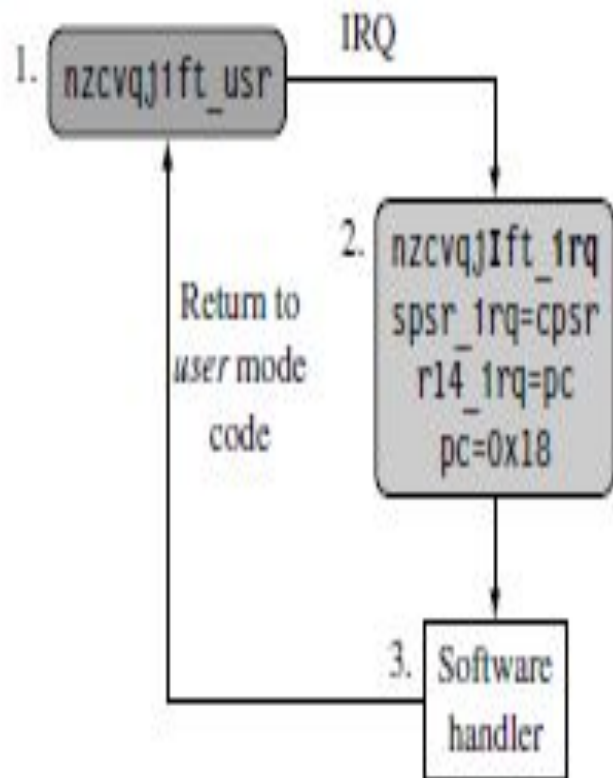 IRQ
1.
nzcvqjift_usr
2.
nzcvqjIft_irq
spsr_irq=cpsr
r14_irq=pc
pc=0x18
Return to
user mode
code
3.
Software
handler